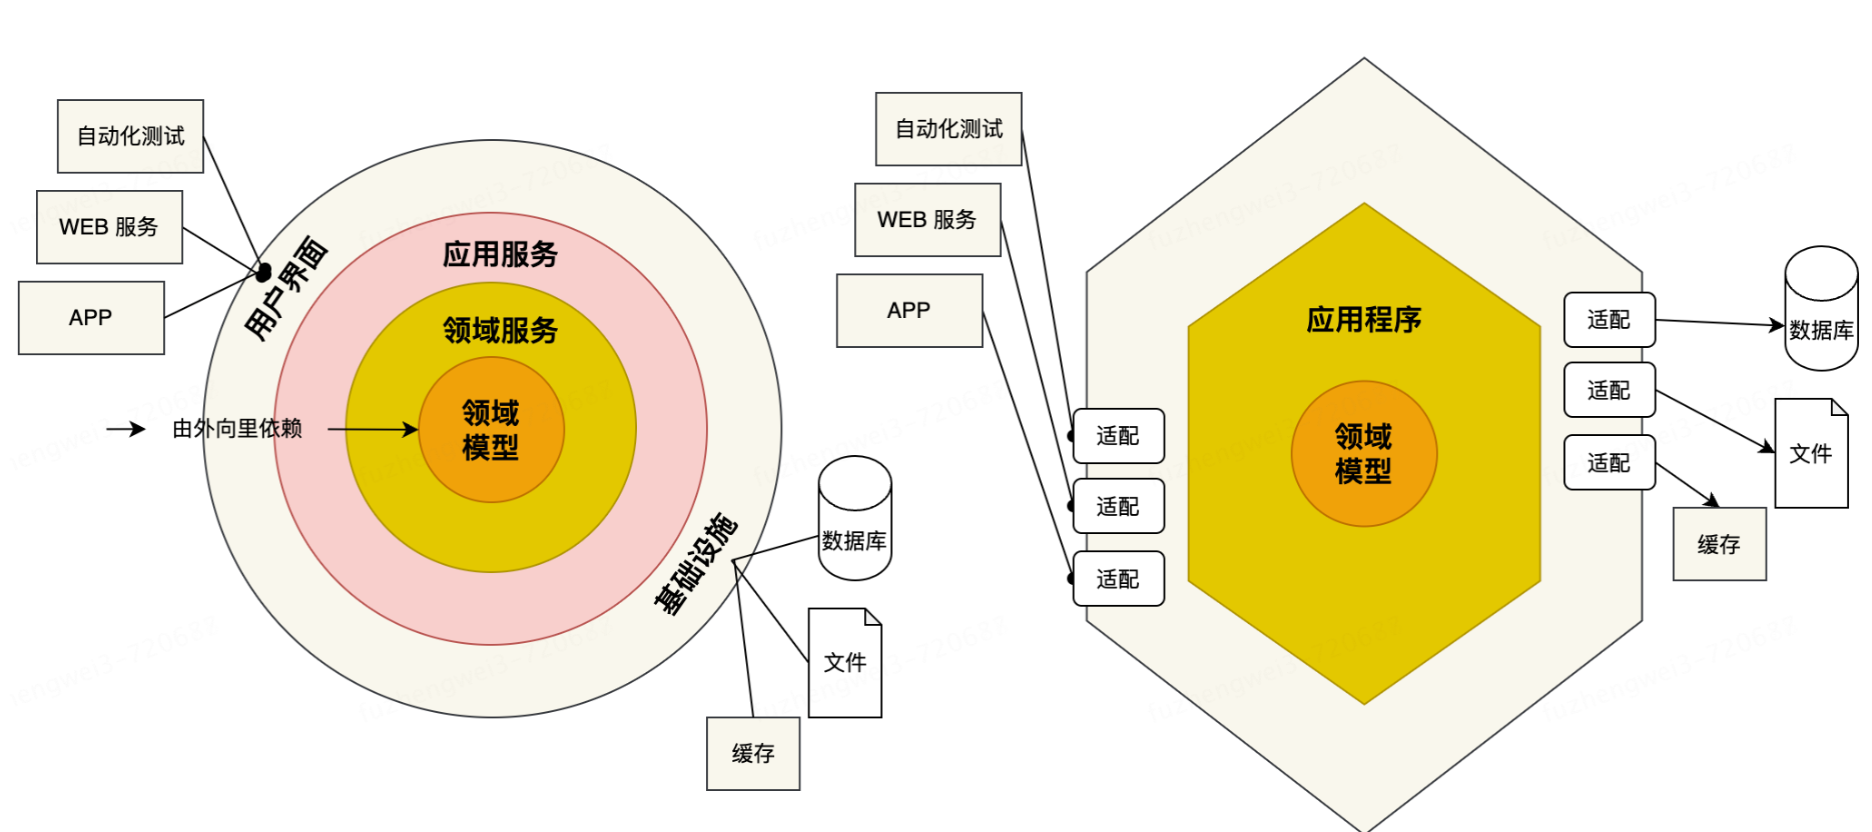 自动化测试
WEB 服务
APP
用户界面
应用服务
领域服务
领域
模型
由外向里依赖
基础设施
数据库
文件
缓存
自动化测试
WEB 服务
APP
适配
适配
适配
应用程序
领域
模型
适配
适配
适配
数据库
文件
缓存
fuzhengwei3-720682